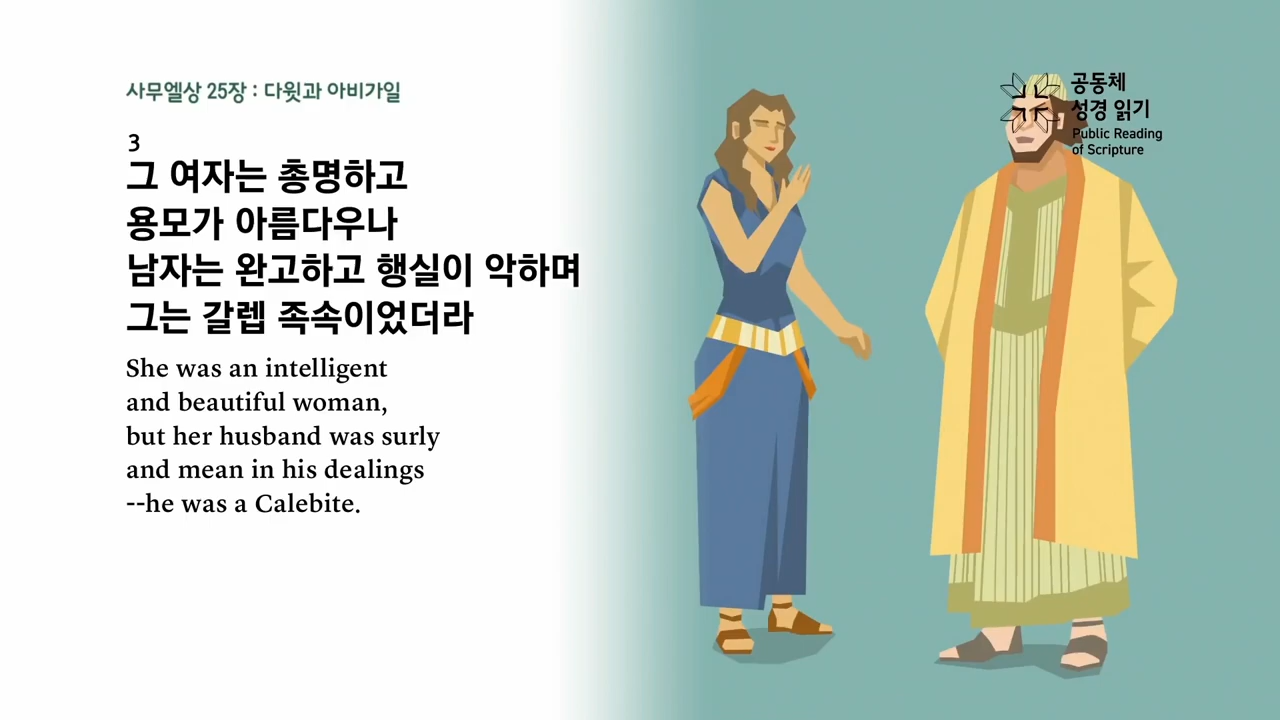 사무엘상 25장 : 다윗과 아비가일
3
그 여자는 총명하고
용모가 아름다우나
남자는 완고하고 행실이 악하며
그는 갈렙 족속이었더라
She was an intelligent
and beautiful woman,
but her husband was surly
and mean in his dealings
--he was a Calebite.
공동체
성경 읽기
Public Reading
of Scripture